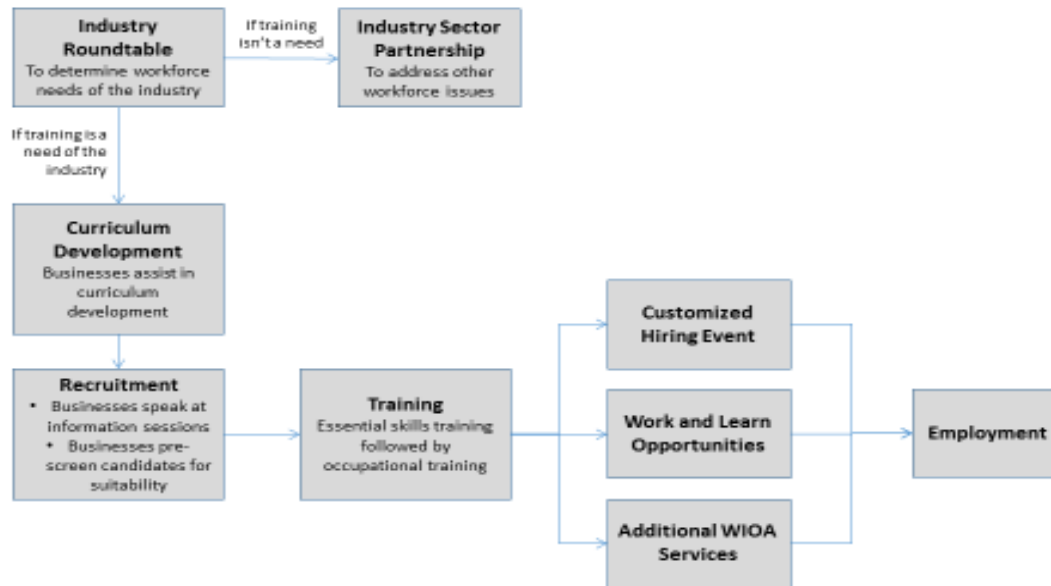 Industry
Roundtable
To determine workforce
needs of the industry
If training
isn't a need
Industry Sector
Partnership
To address other
workforce issues
If training is a
need of the
industry
Curriculum
Development
Businesses assist in
curriculum
development
Recruitment
• Businesses speak at
information sessions
• Businesses pre-
screen candidates for
suitability
Training
Essential skills training
followed by
occupational training
Customized
Hiring Event
Work and Learn
Opportunities
Additional WIOA
Services
Employment